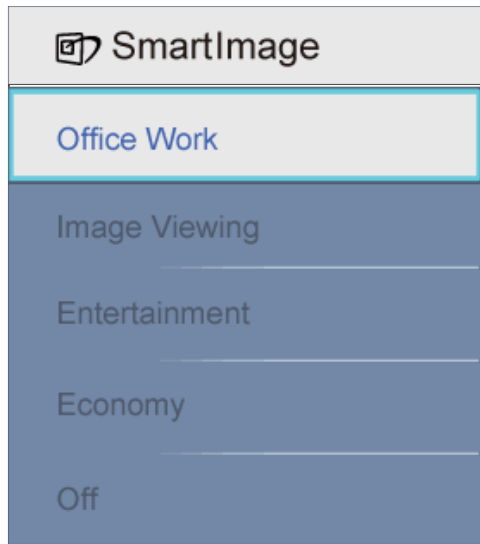 SmartImage
Office Work
Image Viewing
Entertainment
Economy
Off